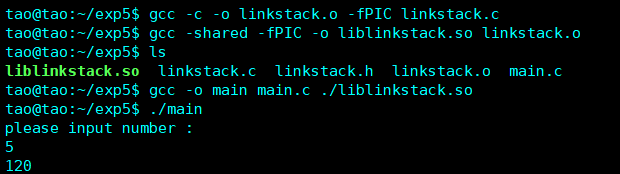 tao@tao:~/exp5$ gcc -c -o linkstack.o -fPIC linkstack.c
tao@tao:~/exp5$ gcc -shared -fPIC -o liblinkstack.so linkstack.o
tao@tao:~/exp5$ ls
liblinkstack.so  linkstack.c  linkstack.h  linkstack.o  main.c
tao@tao:~/exp5$ gcc -o main main.c ./liblinkstack.so
tao@tao:~/exp5$ ./main
please input number :
5
120